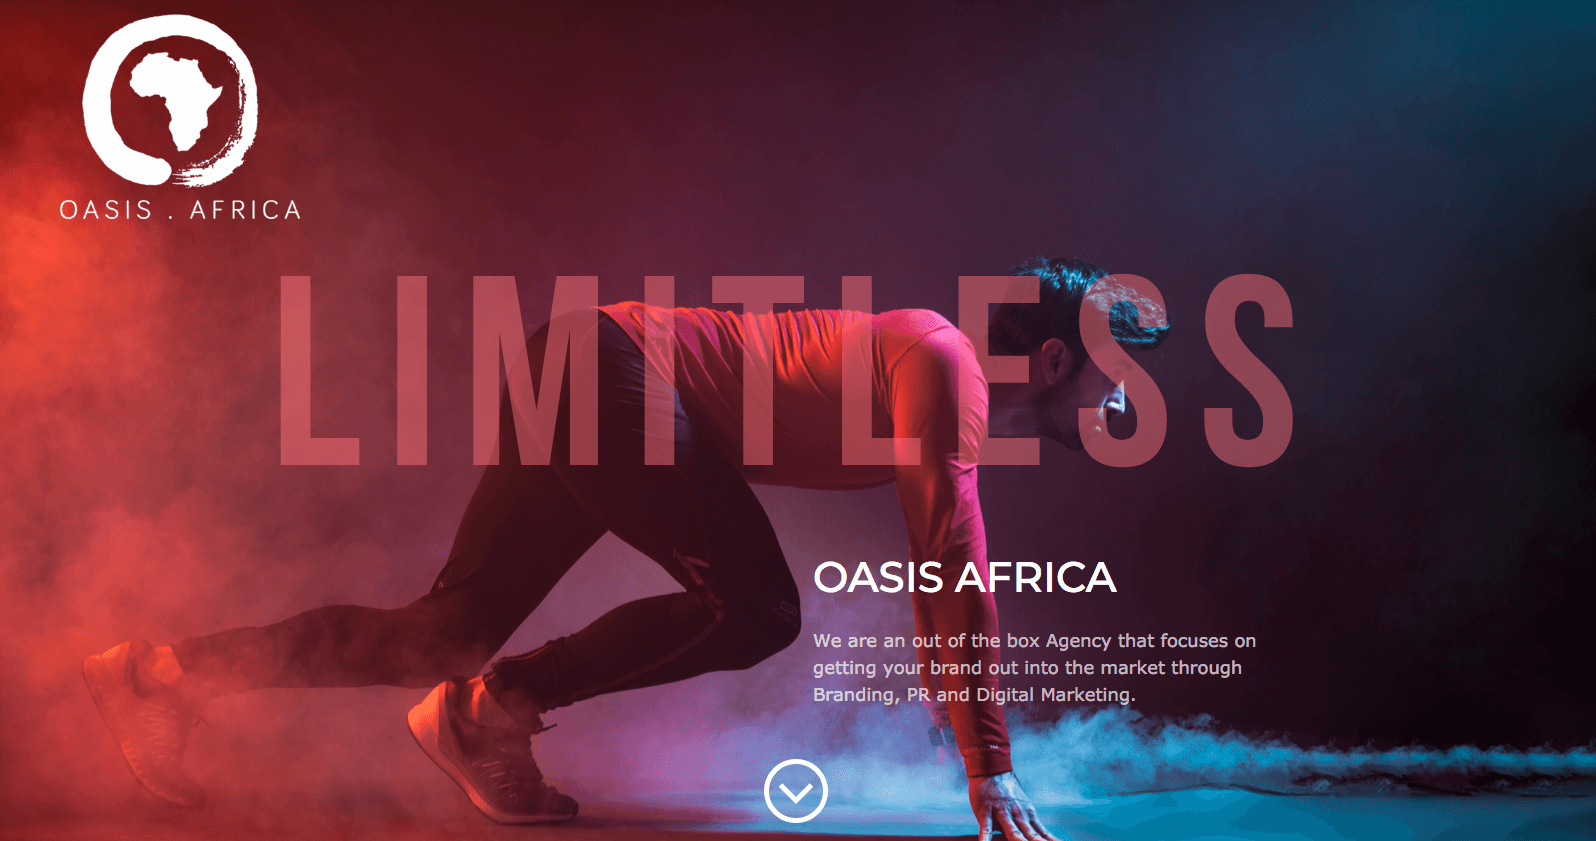 OASIS . AFRICA
LIMITLESS
OASIS AFRICA
We are an out of the box Agency that focuses on
getting your brand out into the market through
Branding, PR and Digital Marketing.